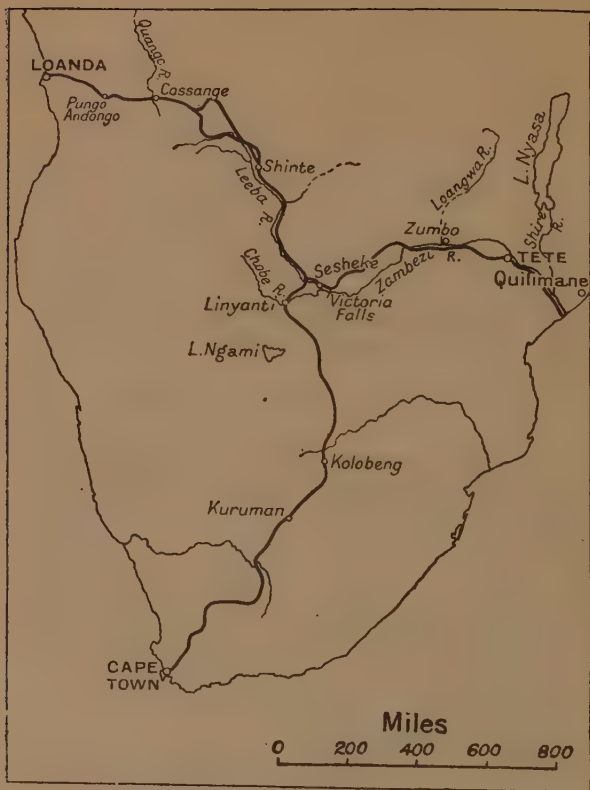 Quango R.
LOANDA
Pungo
Andongo
Cassange
Shinte
Leeba R.
Loangwa R.
L. Nyasa
Shire R.
Zumbo
R.
Sesheke
Zambezi
TETE
Quilimane
Chobe R.
Linyanti
Victoria
Falls
L. Ngami
Kolobeng
Kuruman
CAPE
TOWN
Miles
0 200 400 600 800